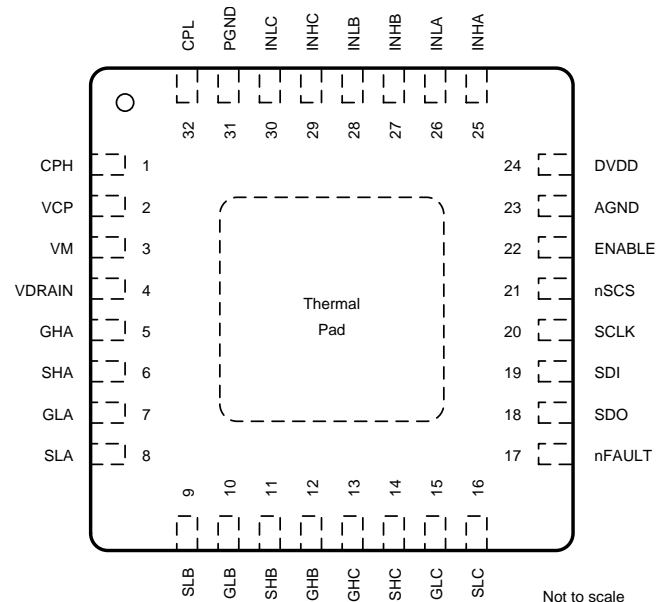 CPL
PGND
INLC
INHC
INLB
INHB
INLA
INHA
32
31
30
29
28
27
26
25
CPH 1
24 DVDD
VCP 2
23 AGND
VM 3
22 ENABLE
VDRAIN 4
21 nSCS
GHA 5
20 SCLK
SHA 6
19 SDI
GLA 7
18 SDO
SLA 8
17 nFAULT
Thermal
Pad
9
10
11
12
13
14
15
16
SLB
GLB
SHB
GHB
GHC
SHC
GLC
SLC
Not to scale